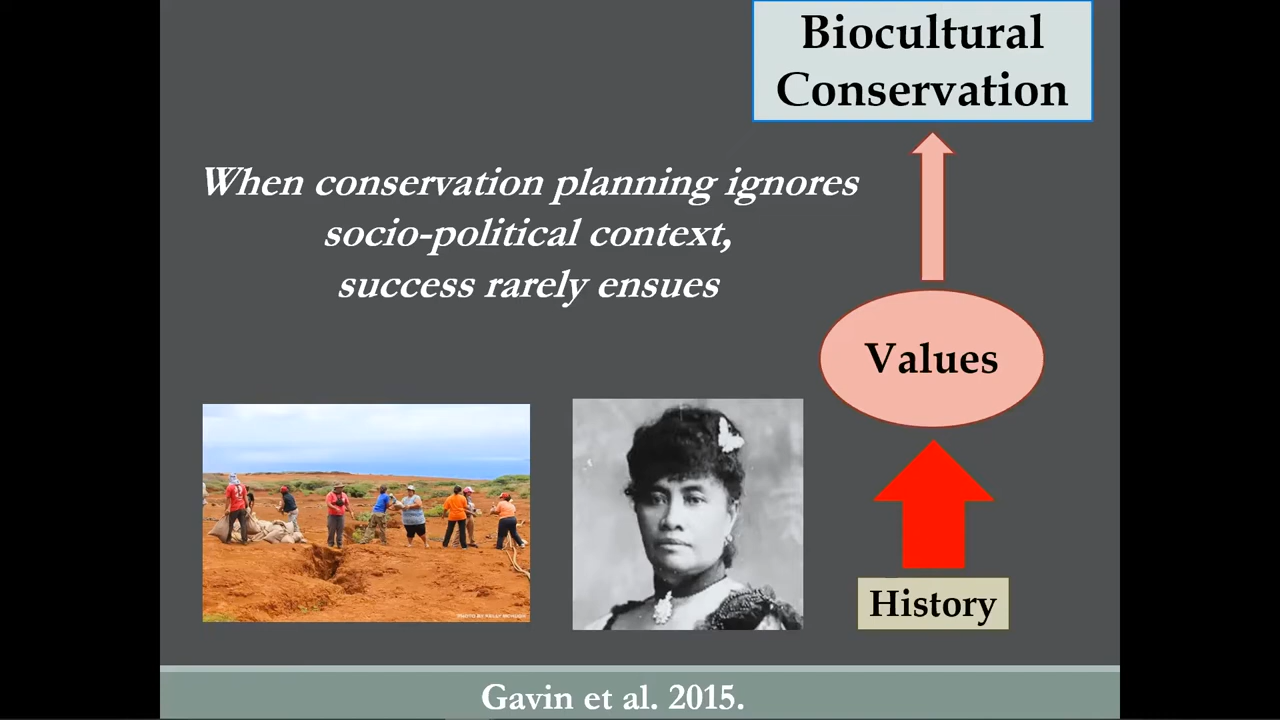 Biocultural
Conservation
When conservation planning ignores
socio-political context,
success rarely ensues
Values
History
Gavin et al. 2015.